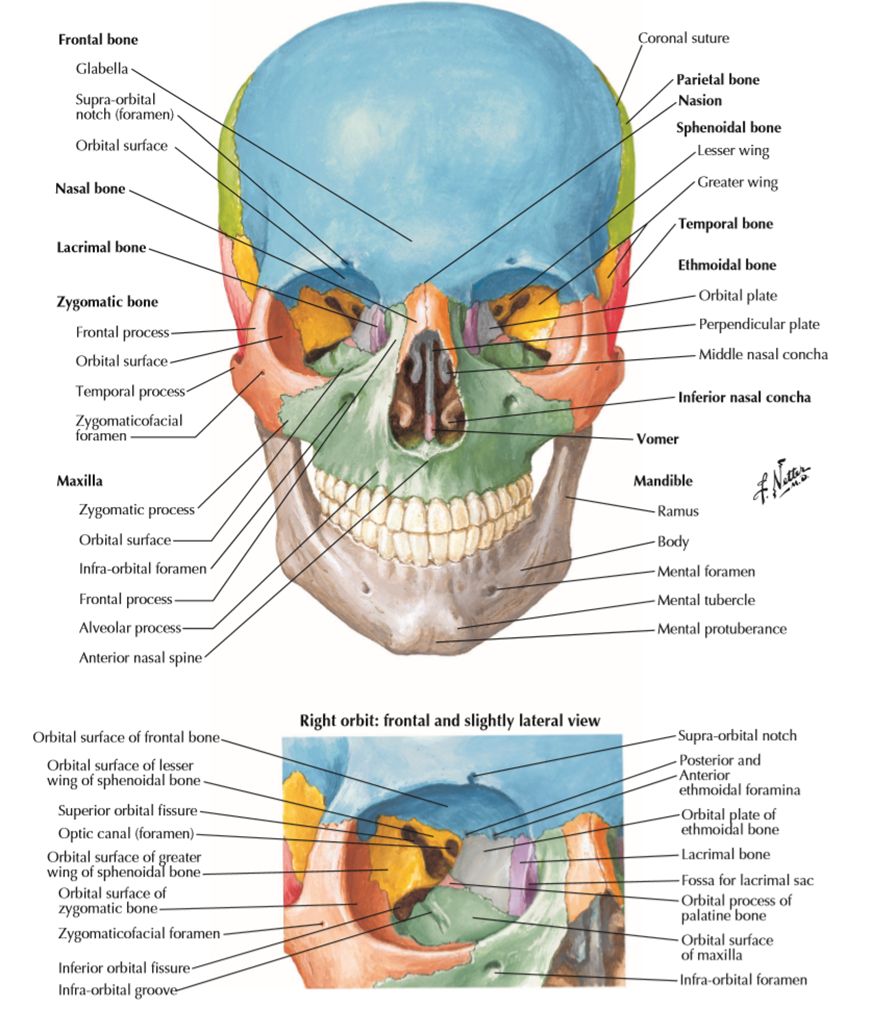 Frontal bone
Glabella
Supra-orbital
notch (foramen)
Orbital surface
Nasal bone
Lacrimal bone
Zygomatic bone
Frontal process
Orbital surface
Temporal process
Zygomaticofacial
foramen
Maxilla
Zygomatic process
Orbital surface
Infra-orbital foramen
Frontal process
Alveolar process
Anterior nasal spine
Coronal suture
Parietal bone
Nasion
Sphenoidal bone
Lesser wing
Greater wing
Temporal bone
Ethmoidal bone
Orbital plate
Perpendicular plate
Middle nasal concha
Inferior nasal concha
Vomer
Mandible
Ramus
Body
Mental foramen
Mental tubercle
Mental protuberance
F. Netter
M.D.
Right orbit: frontal and slightly lateral view
Orbital surface of frontal bone
Orbital surface of lesser
wing of sphenoidal bone
Superior orbital fissure
Optic canal (foramen)
Orbital surface of greater
wing of sphenoidal bone
Orbital surface of
zygomatic bone
Zygomaticofacial foramen
Inferior orbital fissure
Infra-orbital groove
Supra-orbital notch
Posterior and
Anterior
ethmoidal foramina
Orbital plate of
ethmoidal bone
Lacrimal bone
Fossa for lacrimal sac
Orbital process of
palatine bone
Orbital surface
of maxilla
Infra-orbital foramen